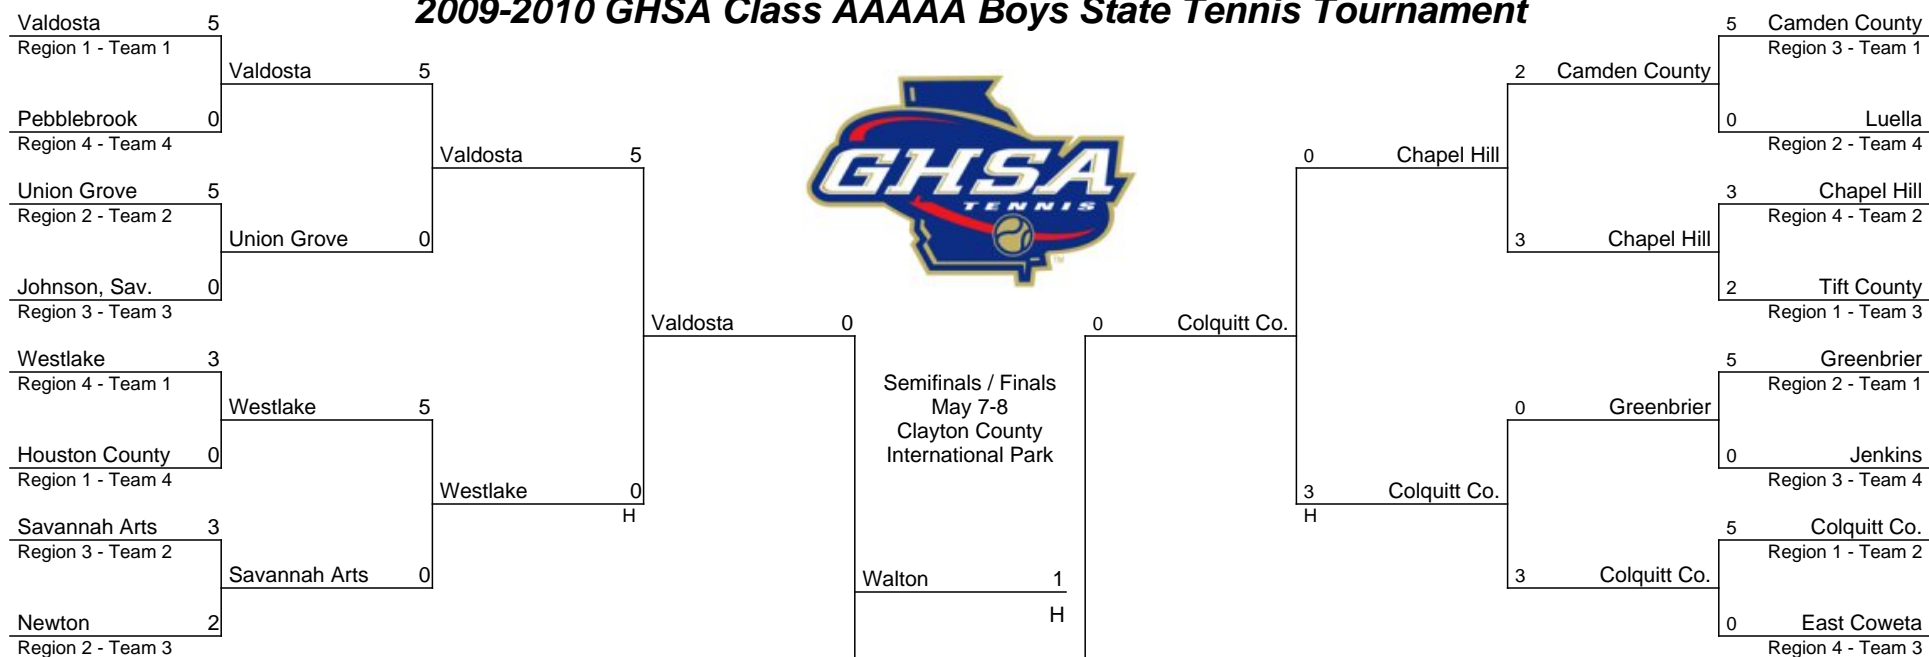 2009-2010 GHSA Class AAAAA Boys State Tennis Tournament
Valdosta 5
Region 1 - Team 1
Valdosta 5
Pebblebrook 0
Region 4 - Team 4
Valdosta 5
Union Grove 5
Region 2 - Team 2
Union Grove 0
Johnson, Sav. 0
Region 3 - Team 3
Valdosta 0
Westlake 3
Region 4 - Team 1
Westlake 5
Houston County 0
Region 1 - Team 4
Westlake 0
H
Savannah Arts 3
Region 3 - Team 2
Savannah Arts 0
Newton 2
Region 2 - Team 3
GHSA
TENNIS
TM
Semifinals / Finals
May 7-8
Clayton County
International Park
Walton 1
H
5 Camden County
Region 3 - Team 1
2 Camden County
0 Luella
Region 2 - Team 4
0 Chapel Hill
3 Chapel Hill
Region 4 - Team 2
3 Chapel Hill
2 Tift County
Region 1 - Team 3
0 Colquitt Co.
5 Greenbrier
Region 2 - Team 1
0 Greenbrier
0 Jenkins
Region 3 - Team 4
3 Colquitt Co.
H
5 Colquitt Co.
Region 1 - Team 2
3 Colquitt Co.
0 East Coweta
Region 4 - Team 3